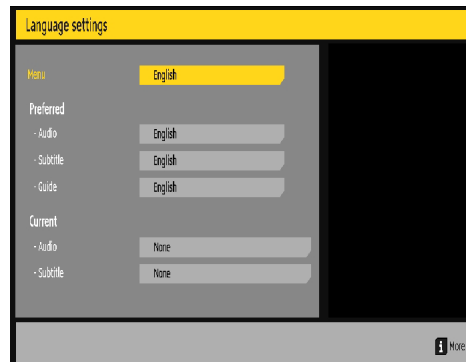 Language settings
Menu English
Preferred
- Audio English
- Subtitle English
- Guide English
Current
- Audio None
- Subtitle None
i More